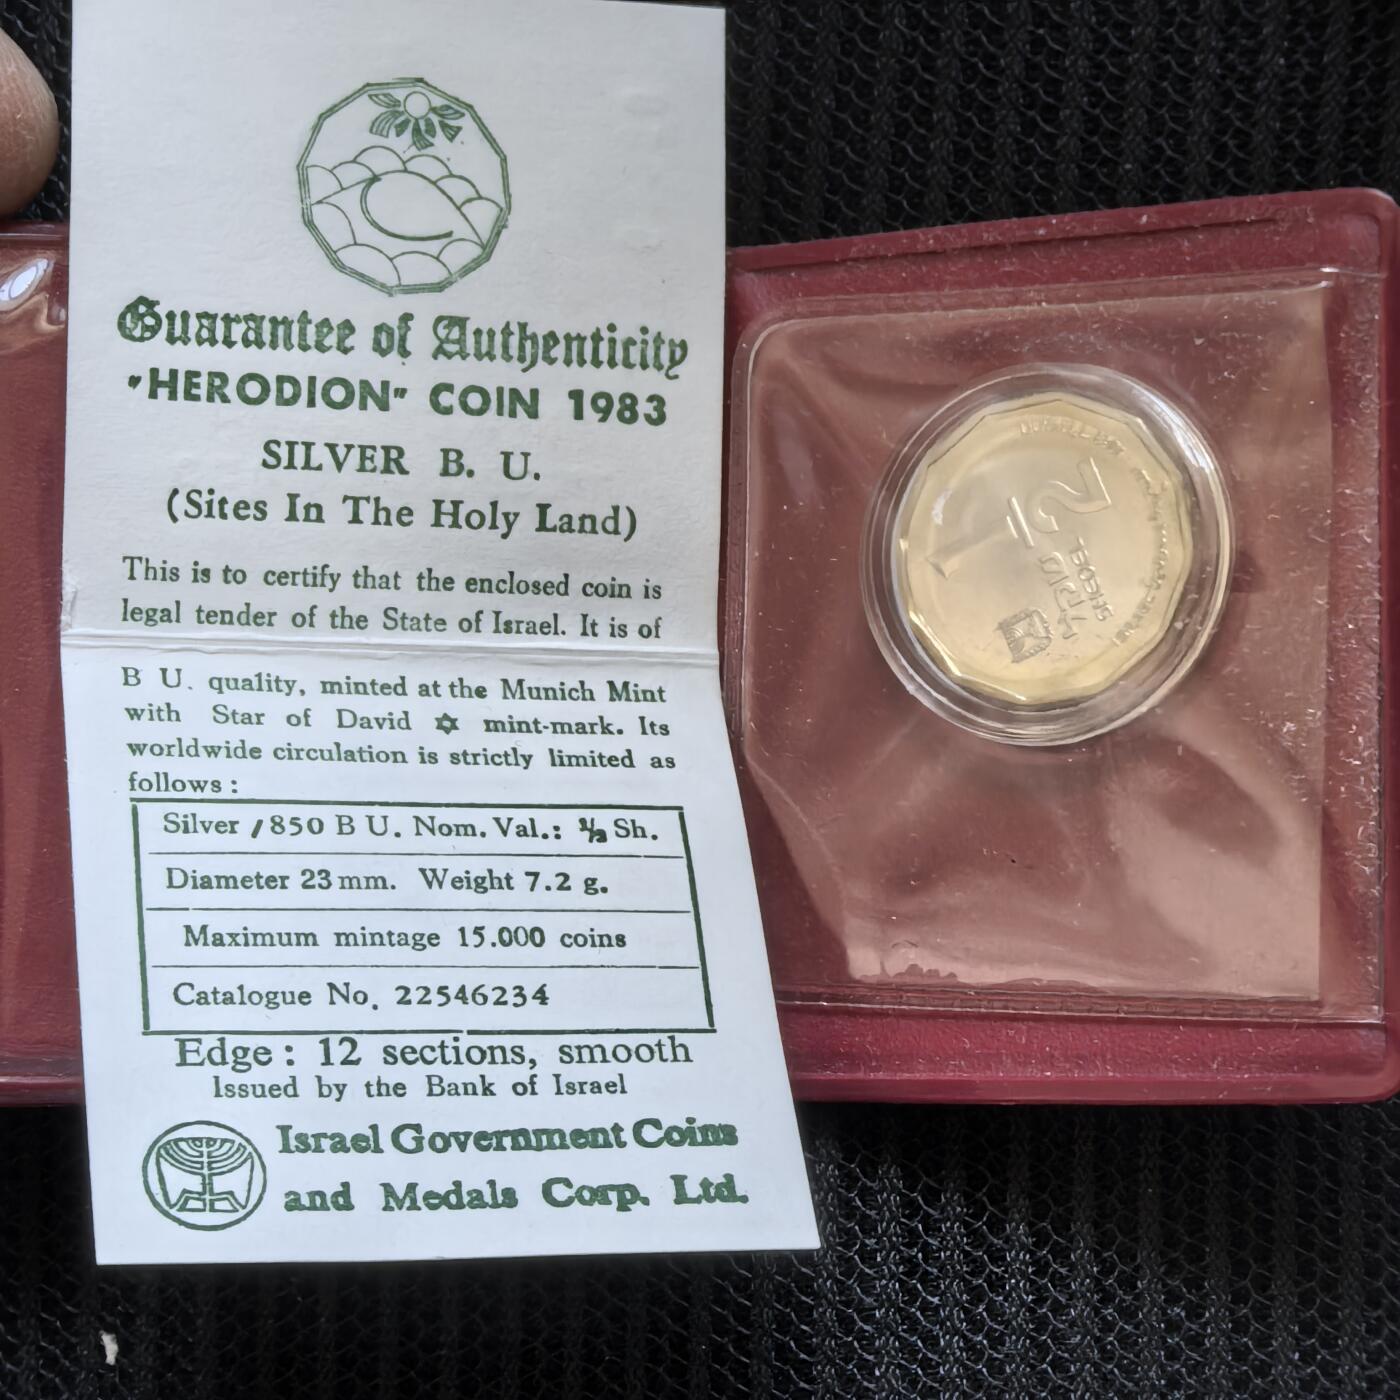 Guarantee of Authenticity
"HERODION" COIN 1983
SILVER B. U.
(Sites In The Holy Land)
This is to certify that the enclosed coin is
legal tender of the State of Israel. It is of
B U. quality, minted at the Munich Mint
with Star of David ✡ mint-mark. Its
worldwide circulation is strictly limited as
follows :
Silver /850 B U. Nom. Val.: ½ Sh.
Diameter 23 mm. Weight 7.2 g.
Maximum mintage 15.000 coins
Catalogue No. 22546234
Edge : 12 sections, smooth
Issued by the Bank of Israel
Israel Government Coins
and Medals Corp. Ltd.
1/2
SHEQEL